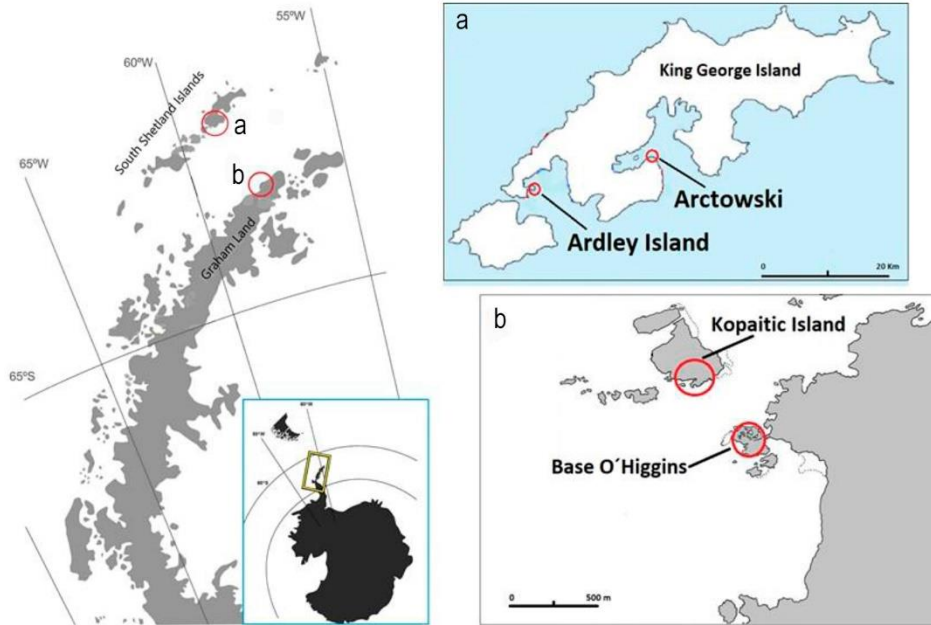 55ºW
60ºW
65ºW
South Shetland Islands
a
b
Graham Land
65ºS
a
King George Island
Arctowski
Ardley Island
0 20 Km
b
Kopaitic Island
Base O´Higgins
0 500 m